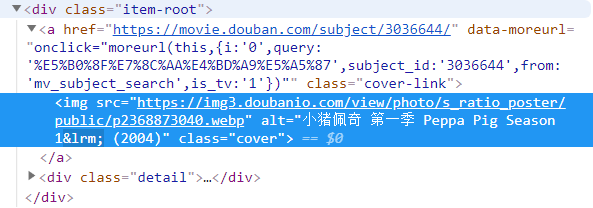 ▼<div class="item-root">
▼<a href="https://movie.douban.com/subject/3036644/" data-moreurl=
"onclick="moreurl(this,{i:'0',query:
'%E5%B0%8F%E7%8C%AA%E4%BD%A9%E5%A5%87',subject_id:'3036644',from:
'mv_subject_search',is_tv:'1'})"" class="cover-link">
<img src="https://img3.doubanio.com/view/photo/s_ratio_poster/
public/p2368873040.webp" alt="小猪佩奇 第一季 Peppa Pig Season
1&lrm; (2004)" class="cover"> == $0
</a>
▶<div class="detail">…</div>
</div>